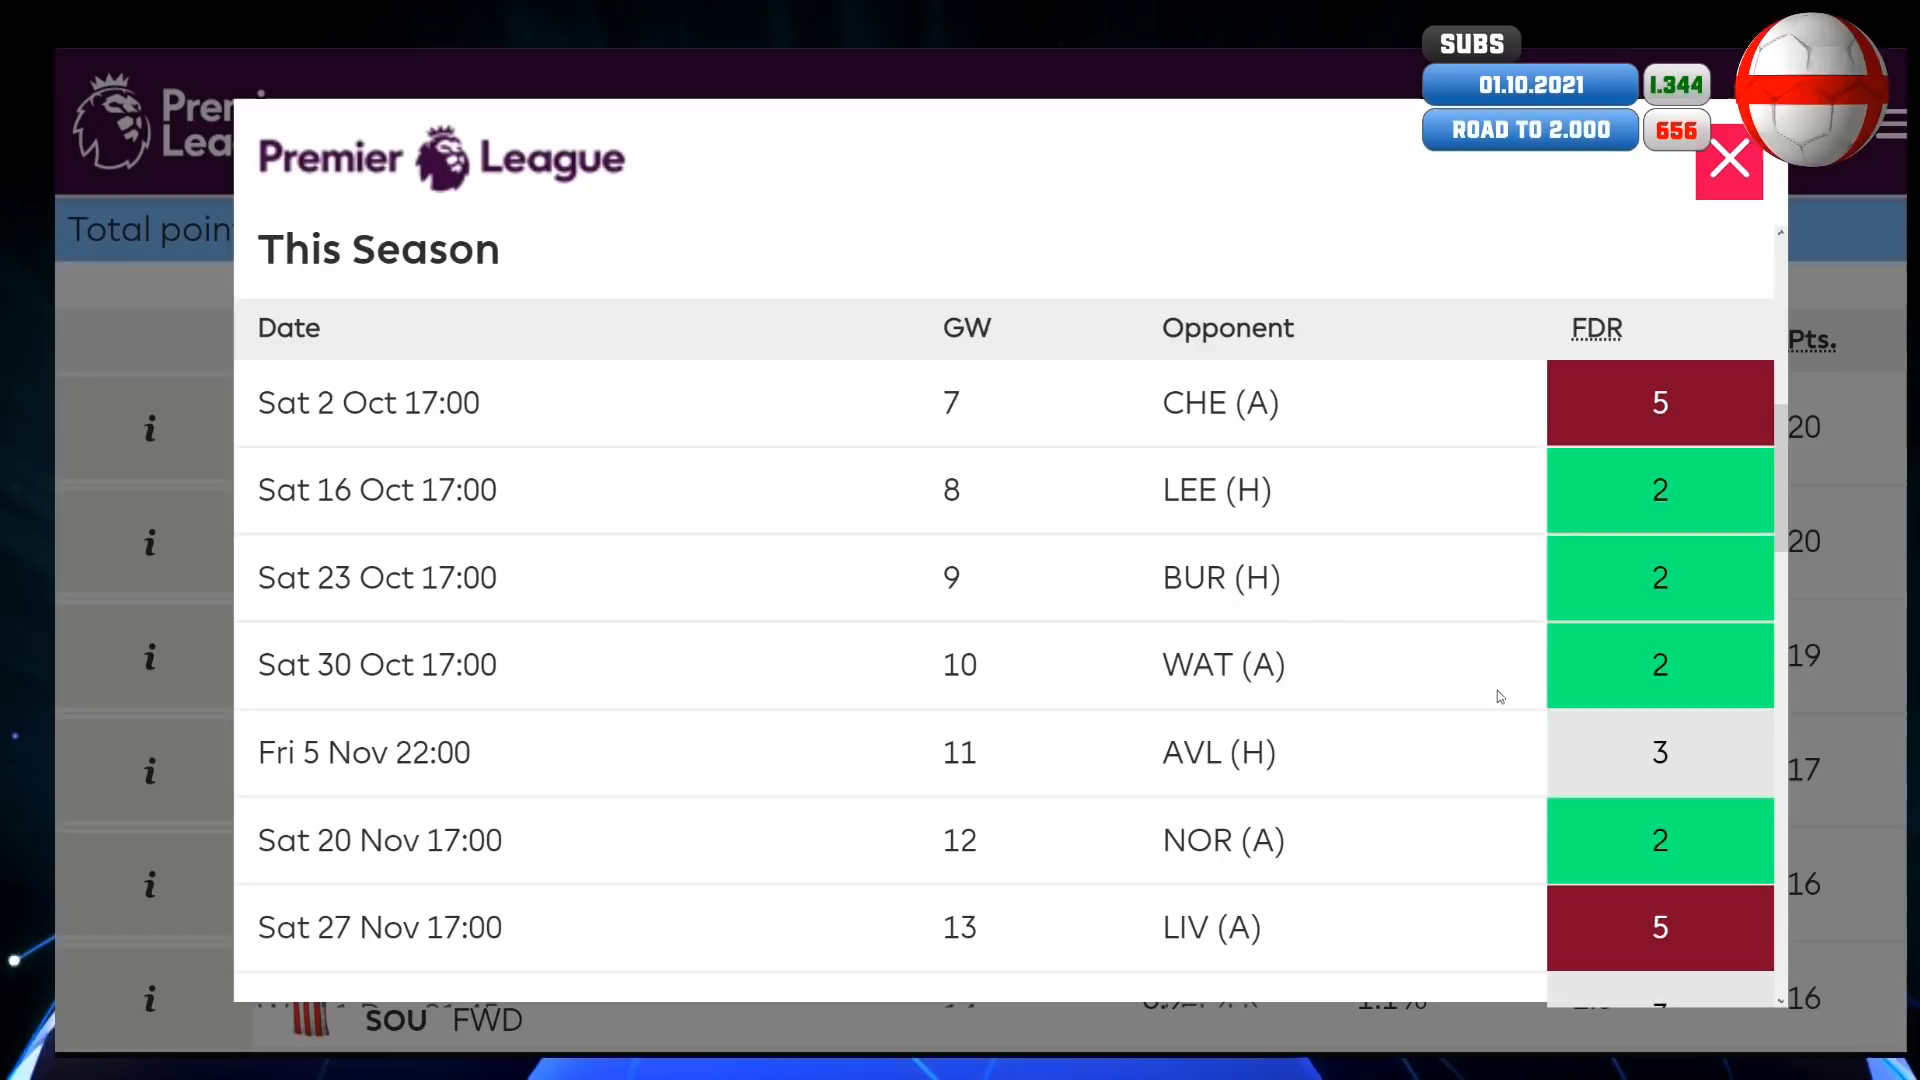 SUBS
01.10.2021 1.344
ROAD TO 2.000 656
Premier League
Total poin
This Season
Date GW Opponent FDR
Pts.
Sat 2 Oct 17:00 7 CHE (A) 5
20
Sat 16 Oct 17:00 8 LEE (H) 2
20
Sat 23 Oct 17:00 9 BUR (H) 2
Sat 30 Oct 17:00 10 WAT (A) 2
19
Fri 5 Nov 22:00 11 AVL (H) 3
17
Sat 20 Nov 17:00 12 NOR (A) 2
16
Sat 27 Nov 17:00 13 LIV (A) 5
16
SOU FWD